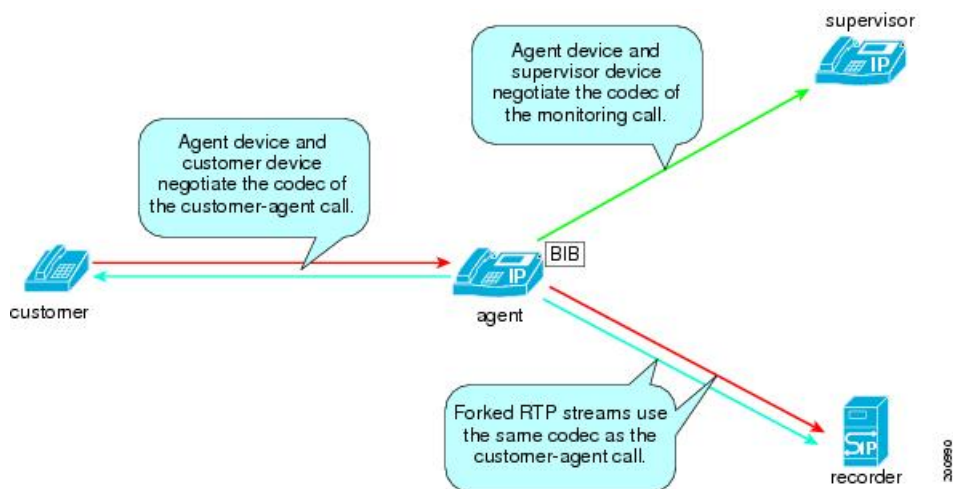 supervisor
IP
Agent device and
supervisor device
negotiate the codec of
the monitoring call.
Agent device and
customer device
negotiate the codec of
the customer-agent call.
BIB
IP
customer
agent
Forked RTP streams use
the same codec as the
customer-agent call.
SIP
recorder
200990